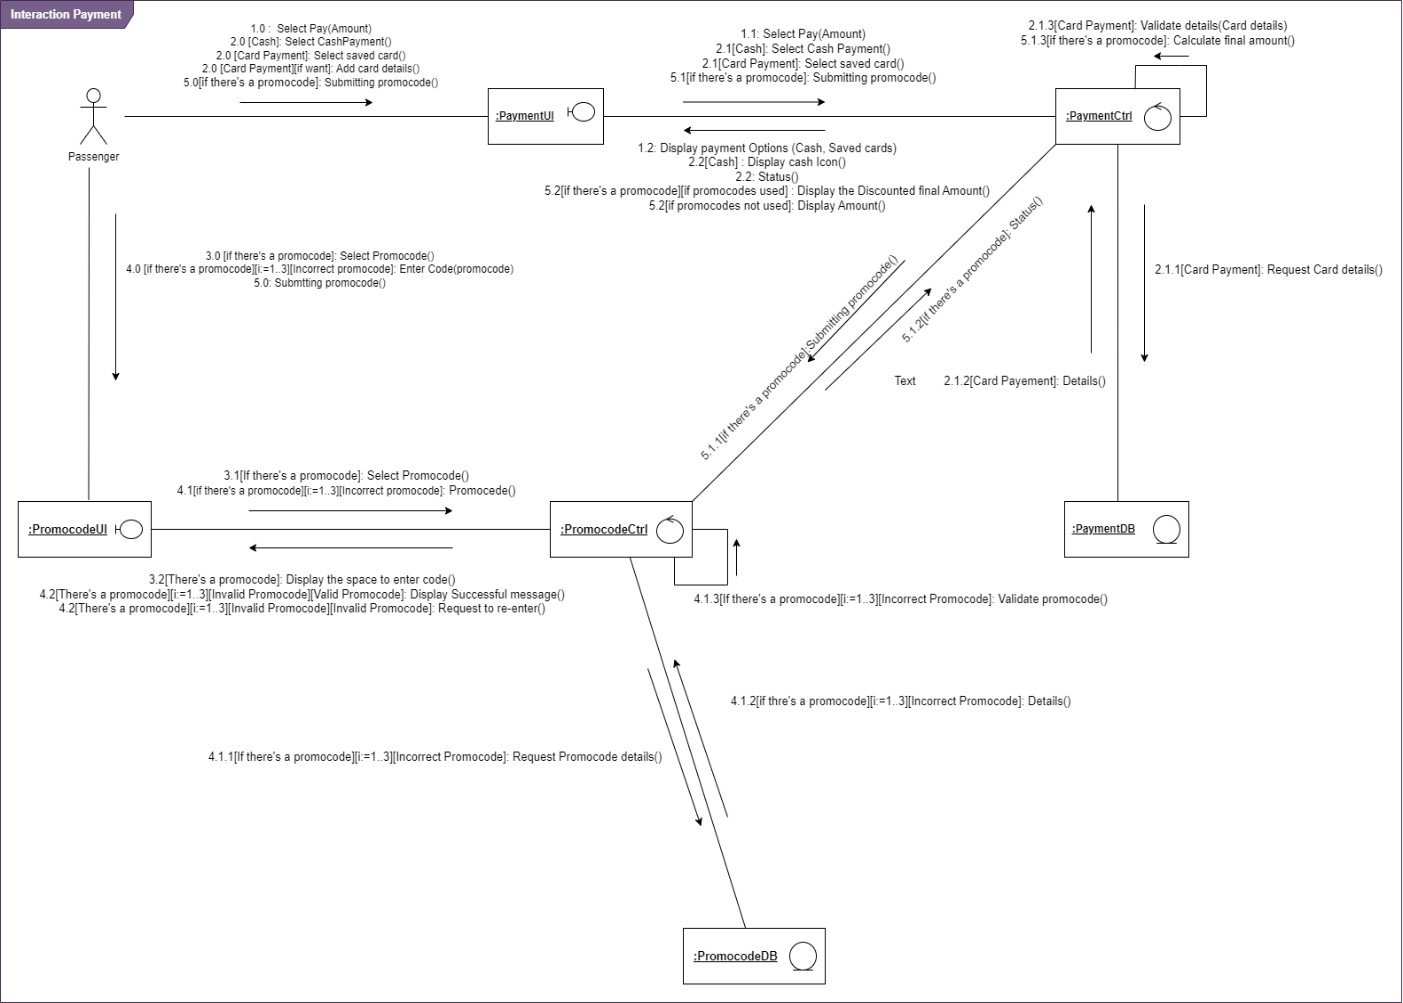 Interaction Payment
1.0 :  Select Pay(Amount)
2.0 [Cash]: Select CashPayment()
2.0 [Card Payment]: Select saved card()
2.0 [Card Payment][if want]: Add card details()
5.0[if there's a promocode]: Submitting promocode()
1.1: Select Pay(Amount)
2.1[Cash]: Select Cash Payment()
2.1[Card Payment]: Select saved card()
5.1[if there's a promocode]: Submitting promocode()
2.1.3[Card Payment]: Validate details(Card details)
5.1.3[if there's a promocode]: Calculate final amount()
Passenger
:PaymentUI
:PaymentCtrl
1.2: Display payment Options (Cash, Saved cards)
2.2[Cash] : Display cash Icon()
2.2: Status()
5.2[if there's a promocode][if promocodes used] : Display the Discounted final Amount()
5.2[if promocodes not used]: Display Amount()
3.0 [if there's a promocode]: Select Promocode()
4.0 [if there's a promocode][i:=1..3][Incorrect promocode]: Enter Code(promocode)
5.0: Submtting promocode()
5.1.1[if there's a promocode]:Submitting promocode()
5.1.2[if there's a promocode]: Status()
2.1.1[Card Payment]: Request Card details()
Text
2.1.2[Card Payement]: Details()
3.1[If there's a promocode]: Select Promocode()
4.1[if there's a promocode][i:=1..3][Incorrect promocode]: Promocede()
:PromocodeUI
:PromocodeCtrl
:PaymentDB
3.2[There's a promocode]: Display the space to enter code()
4.2[There's a promocode][i:=1..3][Invalid Promocode][Valid Promocode]: Display Successful message()
4.2[There's a promocode][i:=1..3][Invalid Promocode][Invalid Promocode]: Request to re-enter()
4.1.3[If there's a promocode][i:=1..3][Incorrect Promocode]: Validate promocode()
4.1.2[if thre's a promocode][i:=1..3][Incorrect Promocode]: Details()
4.1.1[If there's a promocode][i:=1..3][Incorrect Promocode]: Request Promocode details()
:PromocodeDB